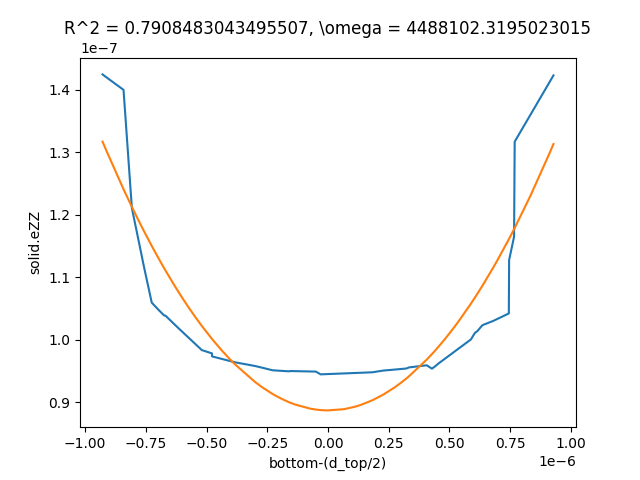 R^2 = 0.7908483043495507, \omega = 4488102.3195023015
1e−7
1.4
1.3
1.2
1.1
1.0
0.9
solid.eZZ
−1.00 −0.75 −0.50 −0.25 0.00 0.25 0.50 0.75 1.00
bottom-(d_top/2)
1e−6